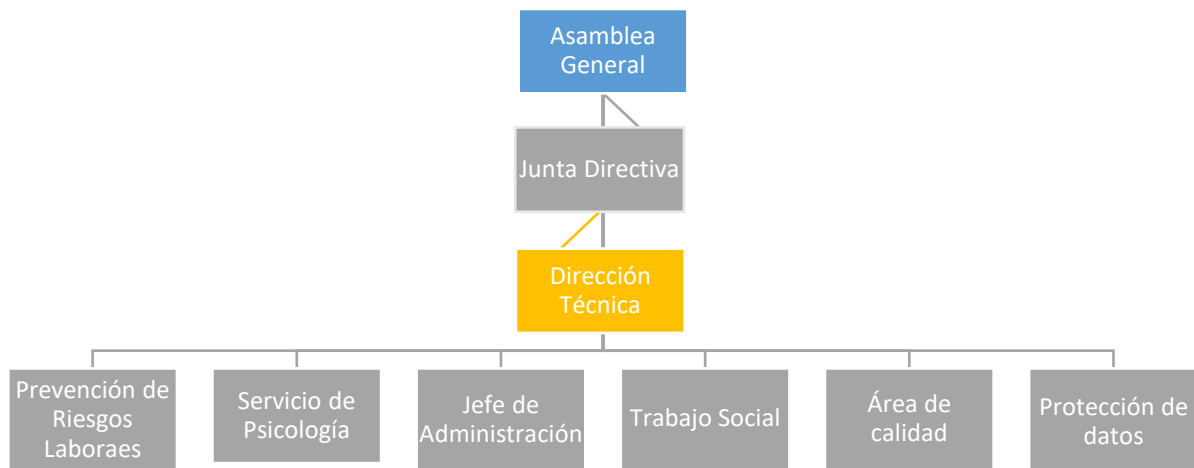 Asamblea
General
Junta Directiva
Dirección
Técnica
Prevención de
Riesgos
Laboraes
Servicio de
Psicología
Jefe de
Administración
Trabajo Social
Área de
calidad
Protección de
datos